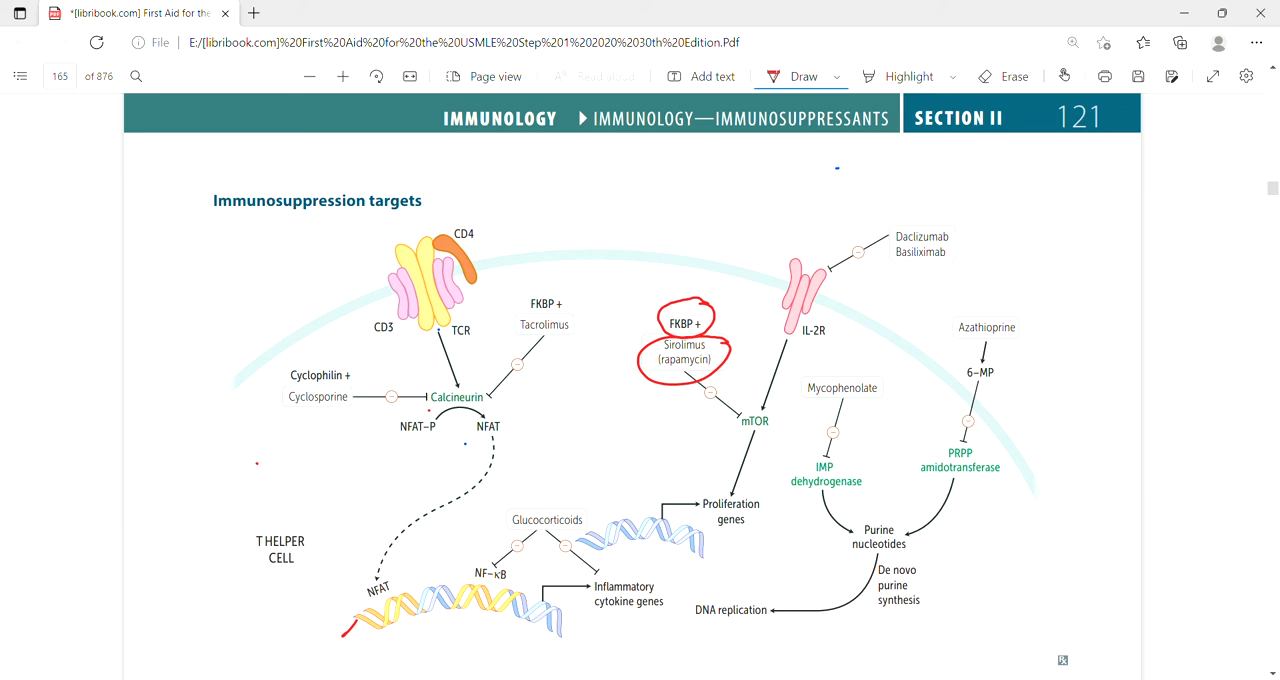 *[libribook.com] First Aid for the
File
E:/[libribook.com]%20First%20Aid%20for%20the%20USMLE%20Step%201%202020%2030th%20Edition.Pdf
165 of 876
Page view
Read aloud
Add text
Draw
Highlight
Erase
IMMUNOLOGY
IMMUNOLOGY—IMMUNOSUPPRESSANTS
SECTION II
121
Immunosuppression targets
CD4
CD3
TCR
FKBP +
Tacrolimus
Cyclophilin +
Cyclosporine
Calcineurin
NFAT–P
NFAT
FKBP +
Sirolimus
(rapamycin)
mTOR
Daclizumab
Basiliximab
IL-2R
Proliferation
genes
Mycophenolate
IMP
dehydrogenase
Azathioprine
6–MP
PRPP
amidotransferase
Purine
nucleotides
De novo
purine
synthesis
DNA replication
T HELPER
CELL
Glucocorticoids
NF–κB
Inflammatory
cytokine genes
NFAT
Rx